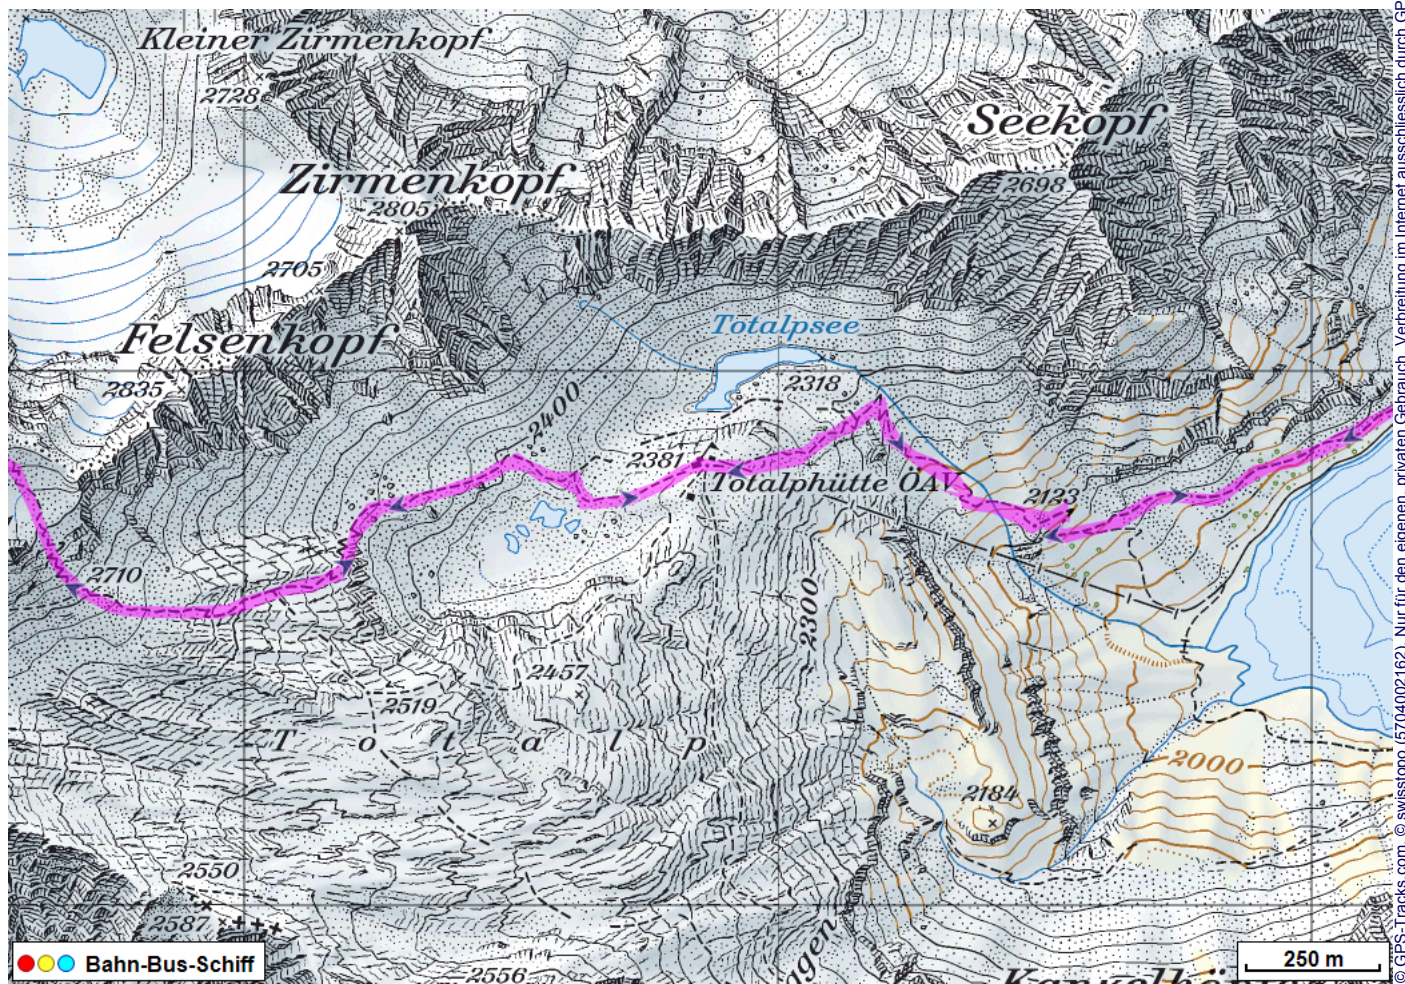 Kleiner Zirmenkopf
2728
Seekopf
2698
Zirmenkopf
2805
2705
Felsenkopf
2835
Totalpsee
2318
2400
2381
Totalphütte ÖAV
2123
2710
2300
2457
2519
Totalp
2000
2184
2550
2587
2556
Bahn-Bus-Schiff
250 m
© GPS-Tracks.com, © swisstopo (5704002162), Nur für den eigenen, privaten Gebrauch. Verbreitung im Internet ausschliesslich durch GP